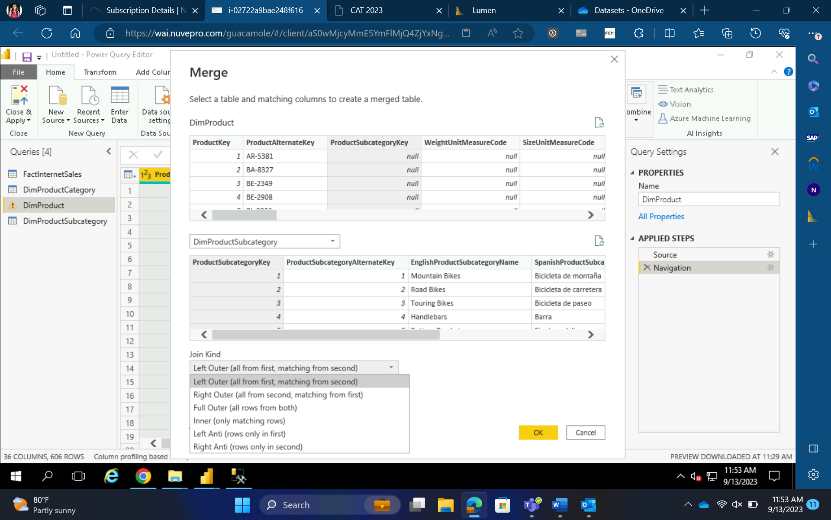 Subscription Details | N
i-02722a9bae248f616
CAT 2023
Lumen
Datasets - OneDrive
Untitled - Power Query Editor
File
Home
Transform
Add Colur
Close &
Apply
New
Source
Recent
Sources
Enter
Data
Data sou
setting
Close
New Query
Data Sou
ombine
Text Analytics
Vision
Azure Machine Learning
AI Insights
Queries [4]
FactInternetSales
DimProductCategory
DimProduct
DimProductSubcategory
Prod
1
2
3
4
5
6
7
8
9
10
11
12
13
14
15
16
17
18
19
Merge
Select a table and matching columns to create a merged table.
DimProduct
ProductKey ProductAlternateKey ProductSubcategoryKey WeightUnitMeasureCode SizeUnitMeasureCode
1 AR-5381 null null null
2 BA-8327 null null null
3 BE-2349 null null null
4 BE-2908 null null null
DimProductSubcategory
ProductSubcategoryKey ProductSubcategoryAlternateKey EnglishProductSubcategoryName SpanishProductSubca
1 1 Mountain Bikes Bicicleta de montaña
2 2 Road Bikes Bicicleta de carretera
3 3 Touring Bikes Bicicleta de paseo
4 4 Handlebars Barra
Join Kind
Left Outer (all from first, matching from second)
Left Outer (all from first, matching from second)
Right Outer (all from second, matching from first)
Full Outer (all rows from both)
Inner (only matching rows)
Left Anti (rows only in first)
Right Anti (rows only in second)
OK
Cancel
Query Settings
PROPERTIES
Name
DimProduct
All Properties
APPLIED STEPS
Source
Navigation
36 COLUMNS, 606 ROWS
Column profiling based
PREVIEW DOWNLOADED AT 11:29 AM
11:53 AM
9/13/2023
80°F
Partly sunny
Search
11:53 AM
9/13/2023
11